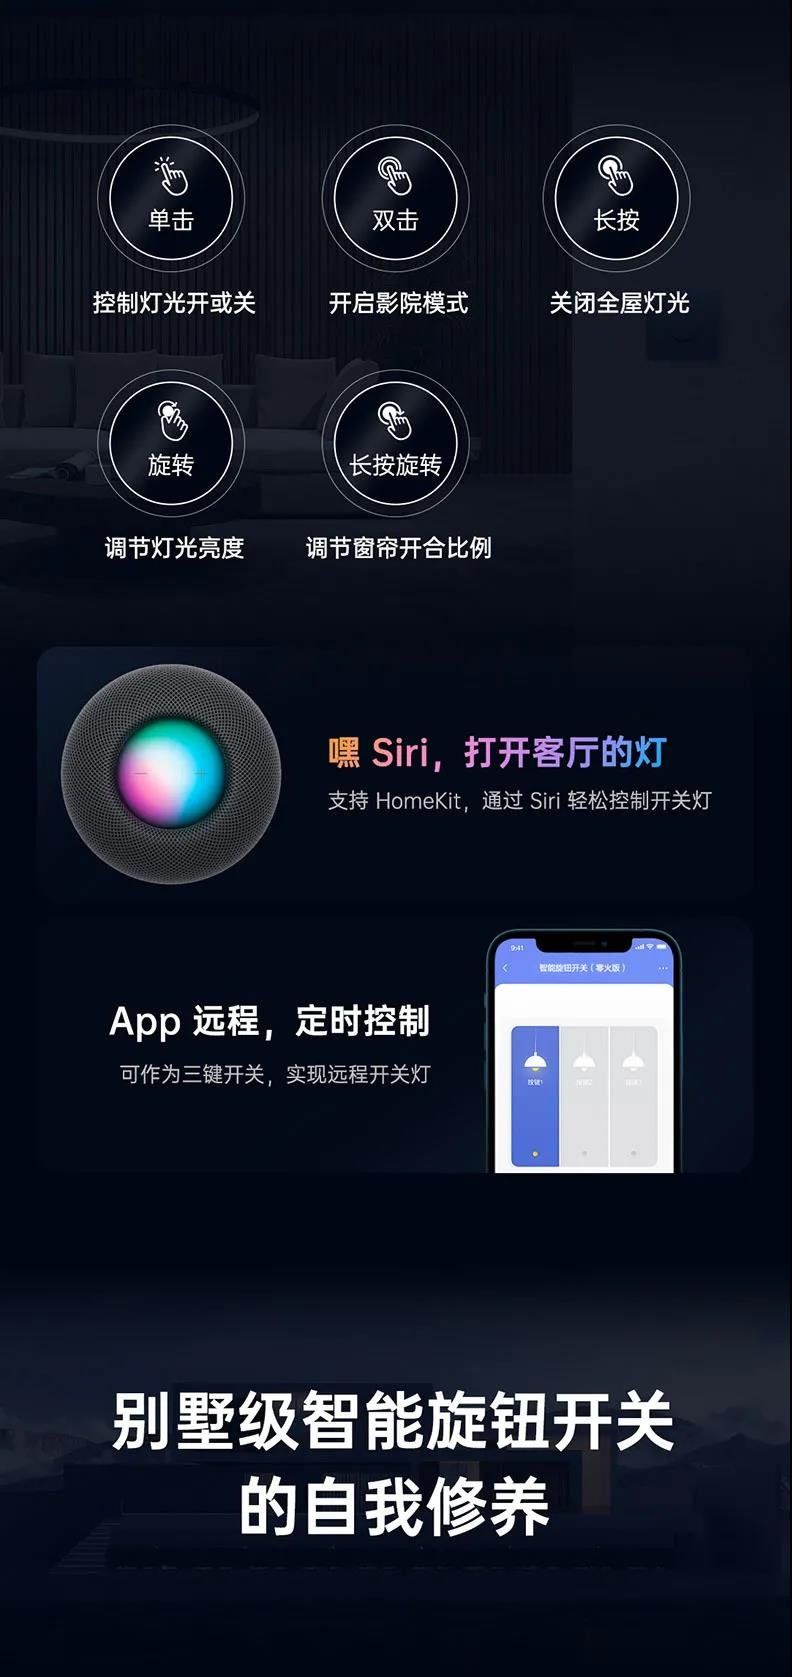 单击
双击
长按
控制灯光开或关
开启影院模式
关闭全屋灯光
旋转
长按旋转
调节灯光亮度
调节窗帘开合比例
嘿 Siri，打开客厅的灯
支持 HomeKit，通过 Siri 轻松控制开关灯
9:41
智能旋钮开关（零火版）
App 远程，定时控制
可作为三键开关，实现远程开关灯
按键1
别墅级智能旋钮开关
的自我修养